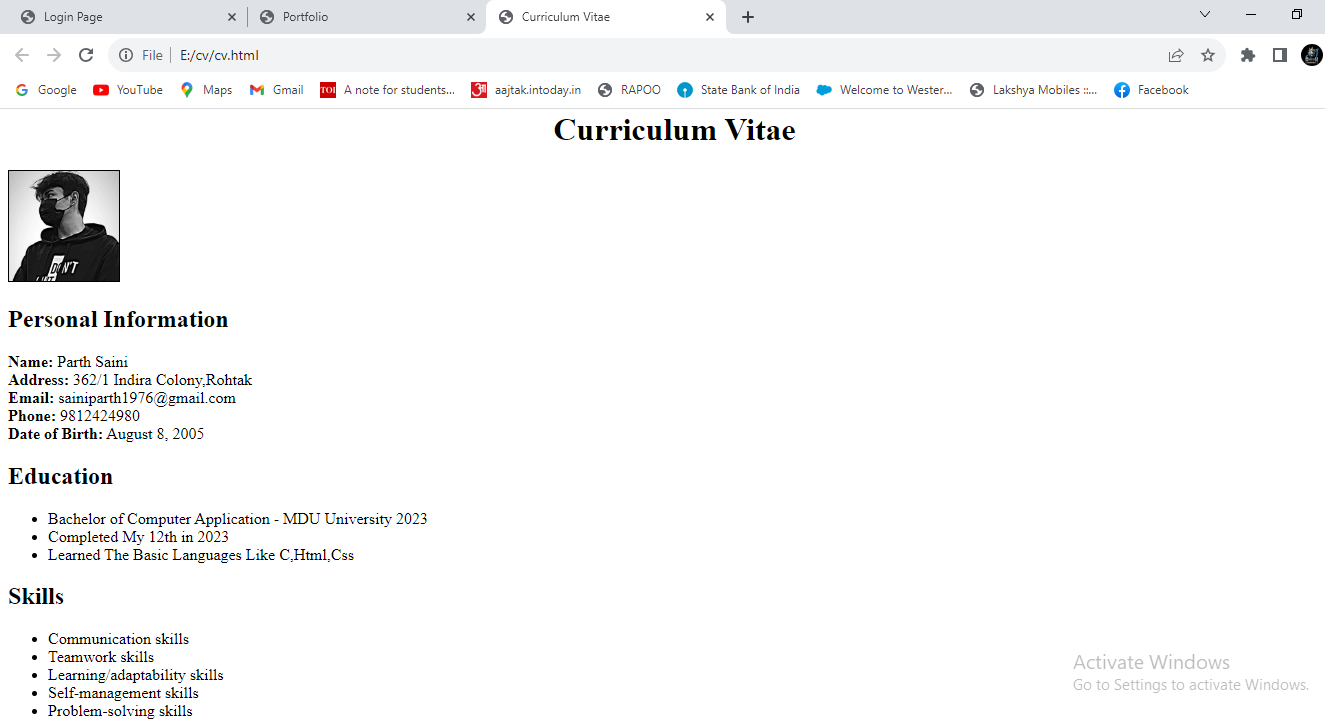 Login Page
Portfolio
Curriculum Vitae
File
E:/cv/cv.html
Google
YouTube
Maps
Gmail
TOI
A note for students...
aajtak.intoday.in
RAPOO
State Bank of India
Welcome to Wester...
Lakshya Mobiles ::...
Facebook
Curriculum Vitae
DON'T
Personal Information
Name: Parth Saini
Address: 362/1 Indira Colony,Rohtak
Email: sainiparth1976@gmail.com
Phone: 9812424980
Date of Birth: August 8, 2005
Education
Bachelor of Computer Application - MDU University 2023
Completed My 12th in 2023
Learned The Basic Languages Like C,Html,Css
Skills
Communication skills
Teamwork skills
Learning/adaptability skills
Self-management skills
Problem-solving skills
Activate Windows
Go to Settings to activate Windows.